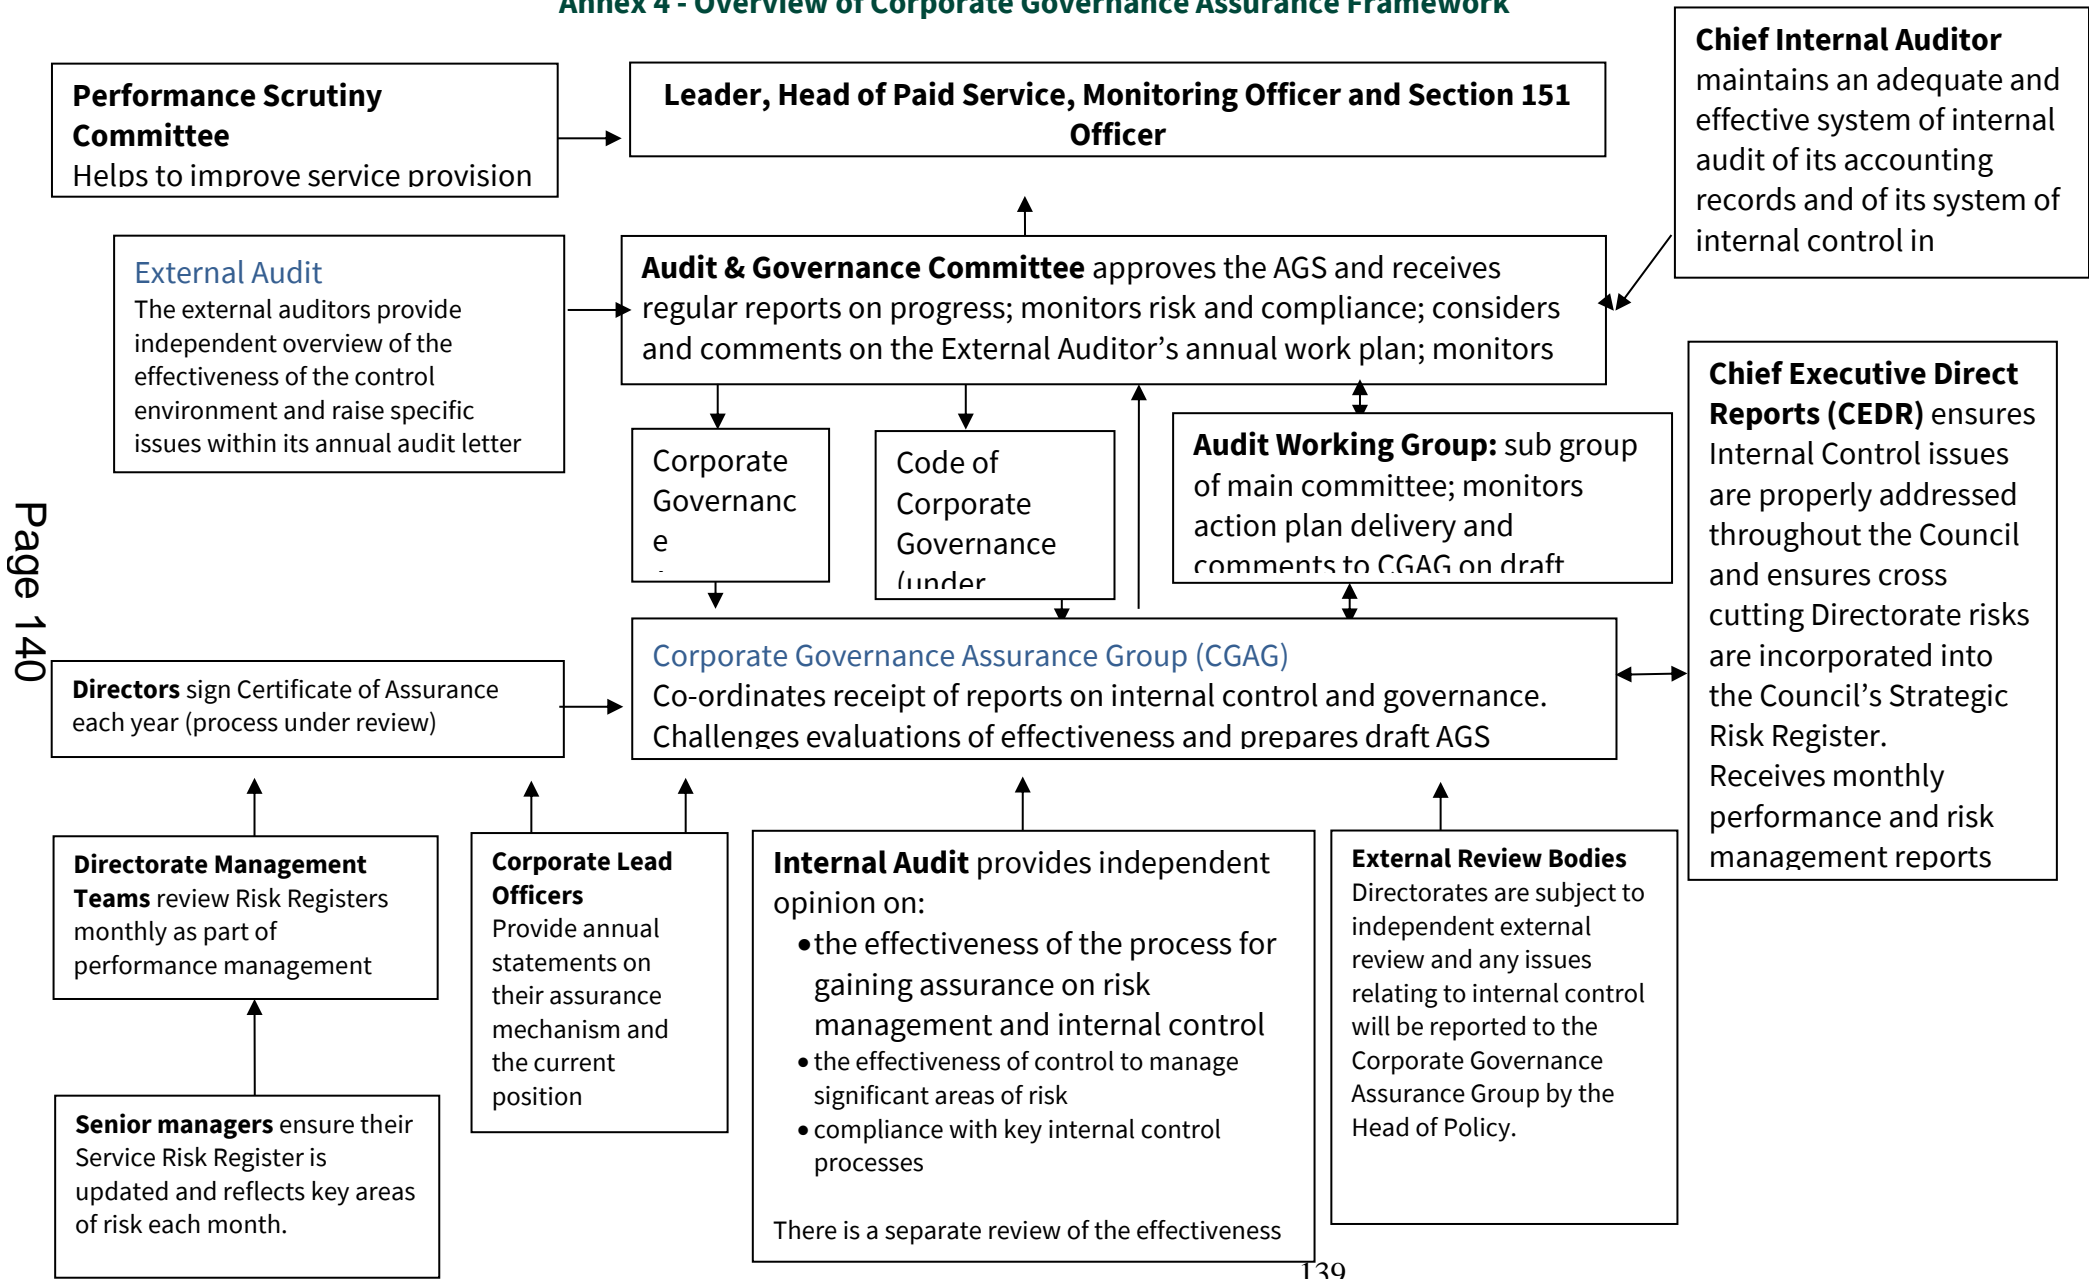 Annex 4 - Overview of Corporate Governance Assurance Framework
Performance Scrutiny
Committee
Helps to improve service provision
Leader, Head of Paid Service, Monitoring Officer and Section 151
Officer
Chief Internal Auditor
maintains an adequate and
effective system of internal
audit of its accounting
records and of its system of
internal control in
External Audit
The external auditors provide
independent overview of the
effectiveness of the control
environment and raise specific
issues within its annual audit letter
Audit & Governance Committee approves the AGS and receives
regular reports on progress; monitors risk and compliance; considers
and comments on the External Auditor’s annual work plan; monitors
Chief Executive Direct
Reports (CEDR) ensures
Internal Control issues
are properly addressed
throughout the Council
and ensures cross
cutting Directorate risks
are incorporated into
the Council’s Strategic
Risk Register.
Receives monthly
performance and risk
management reports
Corporate
Governanc
e
Code of
Corporate
Governance
(under
Audit Working Group: sub group
of main committee; monitors
action plan delivery and
comments to CGAG on draft
Page 140
Corporate Governance Assurance Group (CGAG)
Co-ordinates receipt of reports on internal control and governance.
Challenges evaluations of effectiveness and prepares draft AGS
Directors sign Certificate of Assurance
each year (process under review)
Directorate Management
Teams review Risk Registers
monthly as part of
performance management
Corporate Lead
Officers
Provide annual
statements on
their assurance
mechanism and
the current
position
Internal Audit provides independent
opinion on:
•the effectiveness of the process for
gaining assurance on risk
management and internal control
• the effectiveness of control to manage
significant areas of risk
• compliance with key internal control
processes
There is a separate review of the effectiveness
External Review Bodies
Directorates are subject to
independent external
review and any issues
relating to internal control
will be reported to the
Corporate Governance
Assurance Group by the
Head of Policy.
Senior managers ensure their
Service Risk Register is
updated and reflects key areas
of risk each month.
139